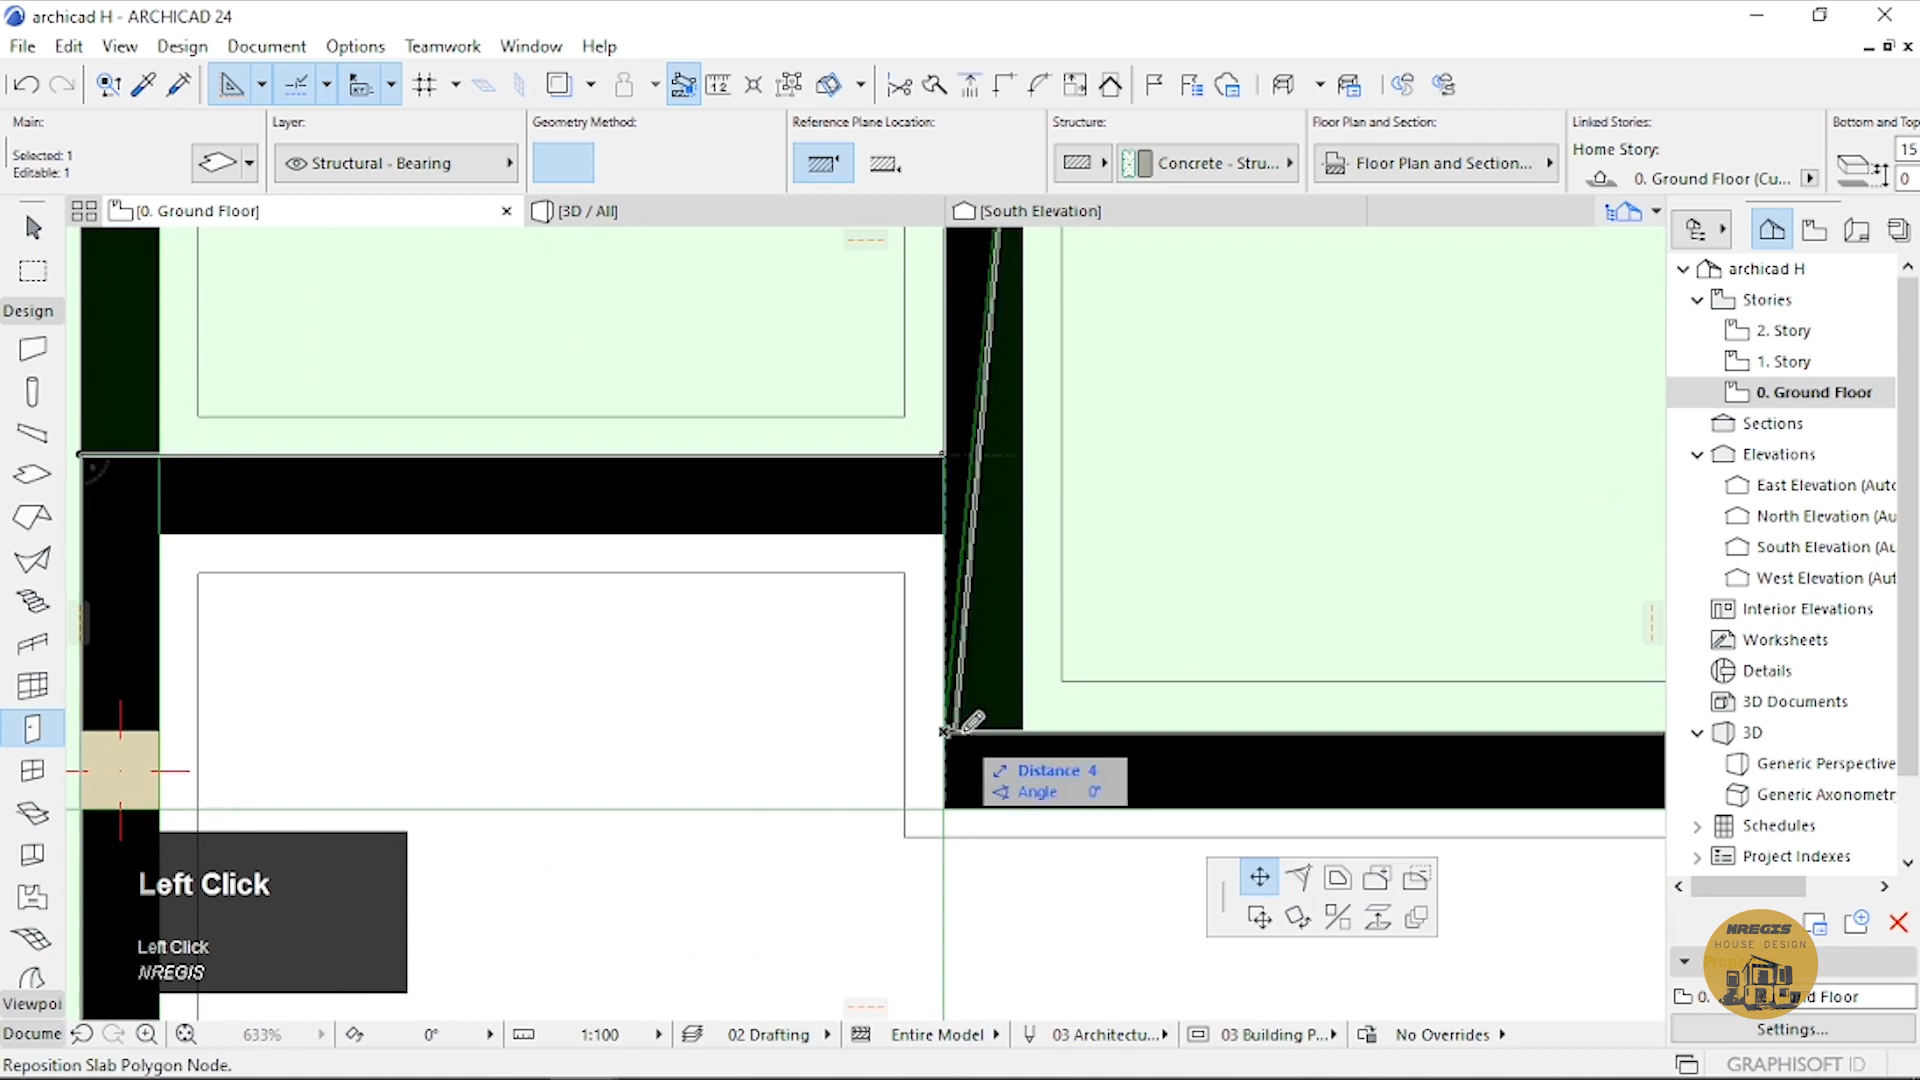 archicad H - ARCHICAD 24
File Edit View Design Document Options Teamwork Window Help
Main:
Selected: 1
Editable: 1
Layer:
Structural - Bearing
Geometry Method:
Reference Plane Location:
Structure:
Concrete - Stru...
Floor Plan and Section:
Floor Plan and Section...
Linked Stories:
Home Story:
0. Ground Floor (Cu...
Bottom and Top
15
0
[0. Ground Floor]
[3D / All]
[South Elevation]
Design
archicad H
Stories
2. Story
1. Story
0. Ground Floor
Sections
Elevations
East Elevation (Auto
North Elevation (Au
South Elevation (Au
West Elevation (Aut
Interior Elevations
Worksheets
Details
3D Documents
3D
Generic Perspective
Generic Axonometr
Schedules
Project Indexes
Distance 4
Angle 0°
Left Click
Left Click
NREGIS
NREGIS
HOUSE DESIGN
0.
nd Floor
Settings...
Viewpoi
Docume
633%
0°
1:100
02 Drafting
Entire Model
03 Architectu...
03 Building P...
No Overrides
Reposition Slab Polygon Node.
GRAPHISOFT ID